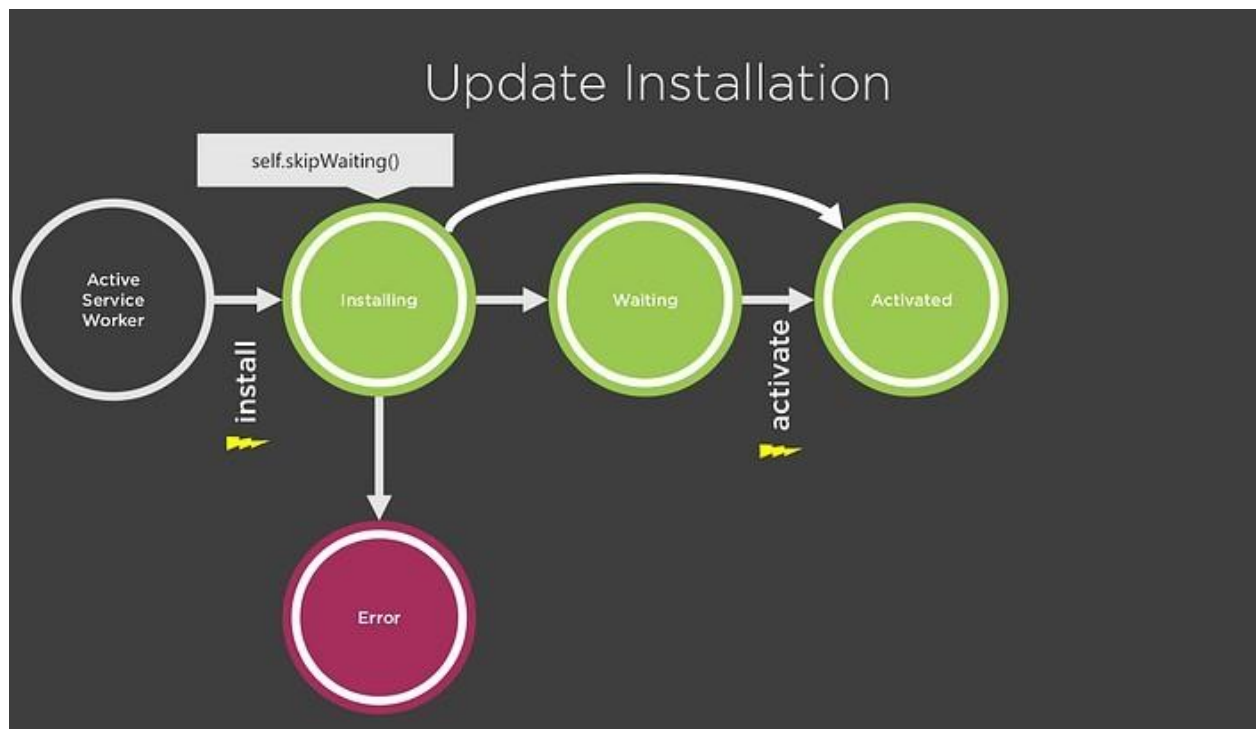 Update Installation
self.skipWaiting()
Active
Service
Worker
install
Installing
Waiting
activate
Activated
Error